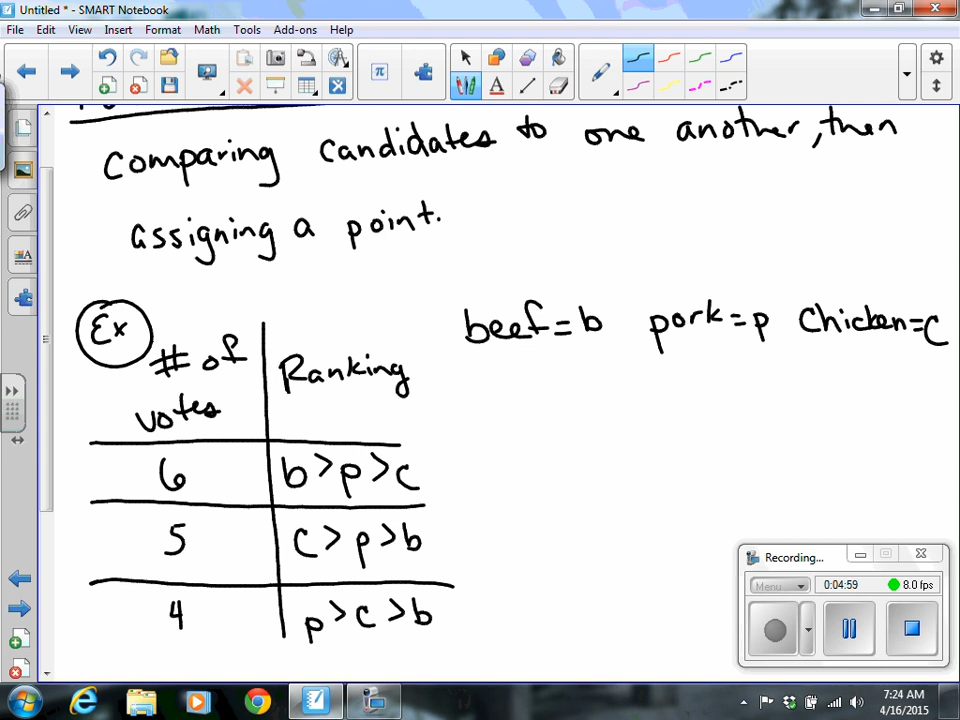 Untitled * - SMART Notebook
File Edit View Insert Format Math Tools Add-ons Help
comparing candidates to one another, then
assigning a point.
Ex
# of votes Ranking
beef=b pork=p Chicken=c
6 b>p>c
5 c>p>b
4 p>c>b
Recording...
Menu 0:04:59 8.0 fps
7:24 AM
4/16/2015